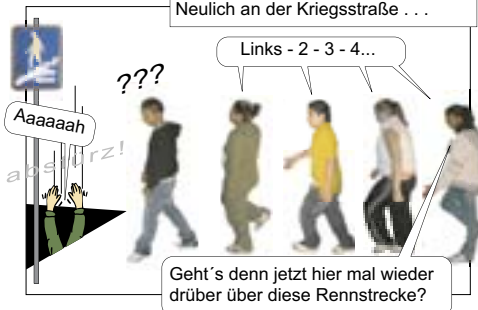 Neulich an der Kriegsstraße . . .
Links - 2 - 3 - 4...
???
Aaaaaah
abstürz!
Geht´s denn jetzt hier mal wieder
drüber über diese Rennstrecke?